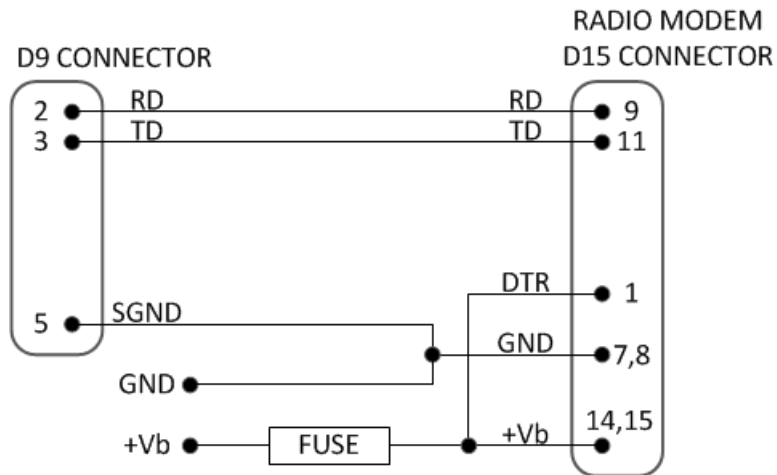 RADIO MODEM
D9 CONNECTOR
D15 CONNECTOR
2 RD RD 9
3 TD TD 11
DTR 1
5 SGND
GND 7,8
GND
14,15
+Vb FUSE +Vb